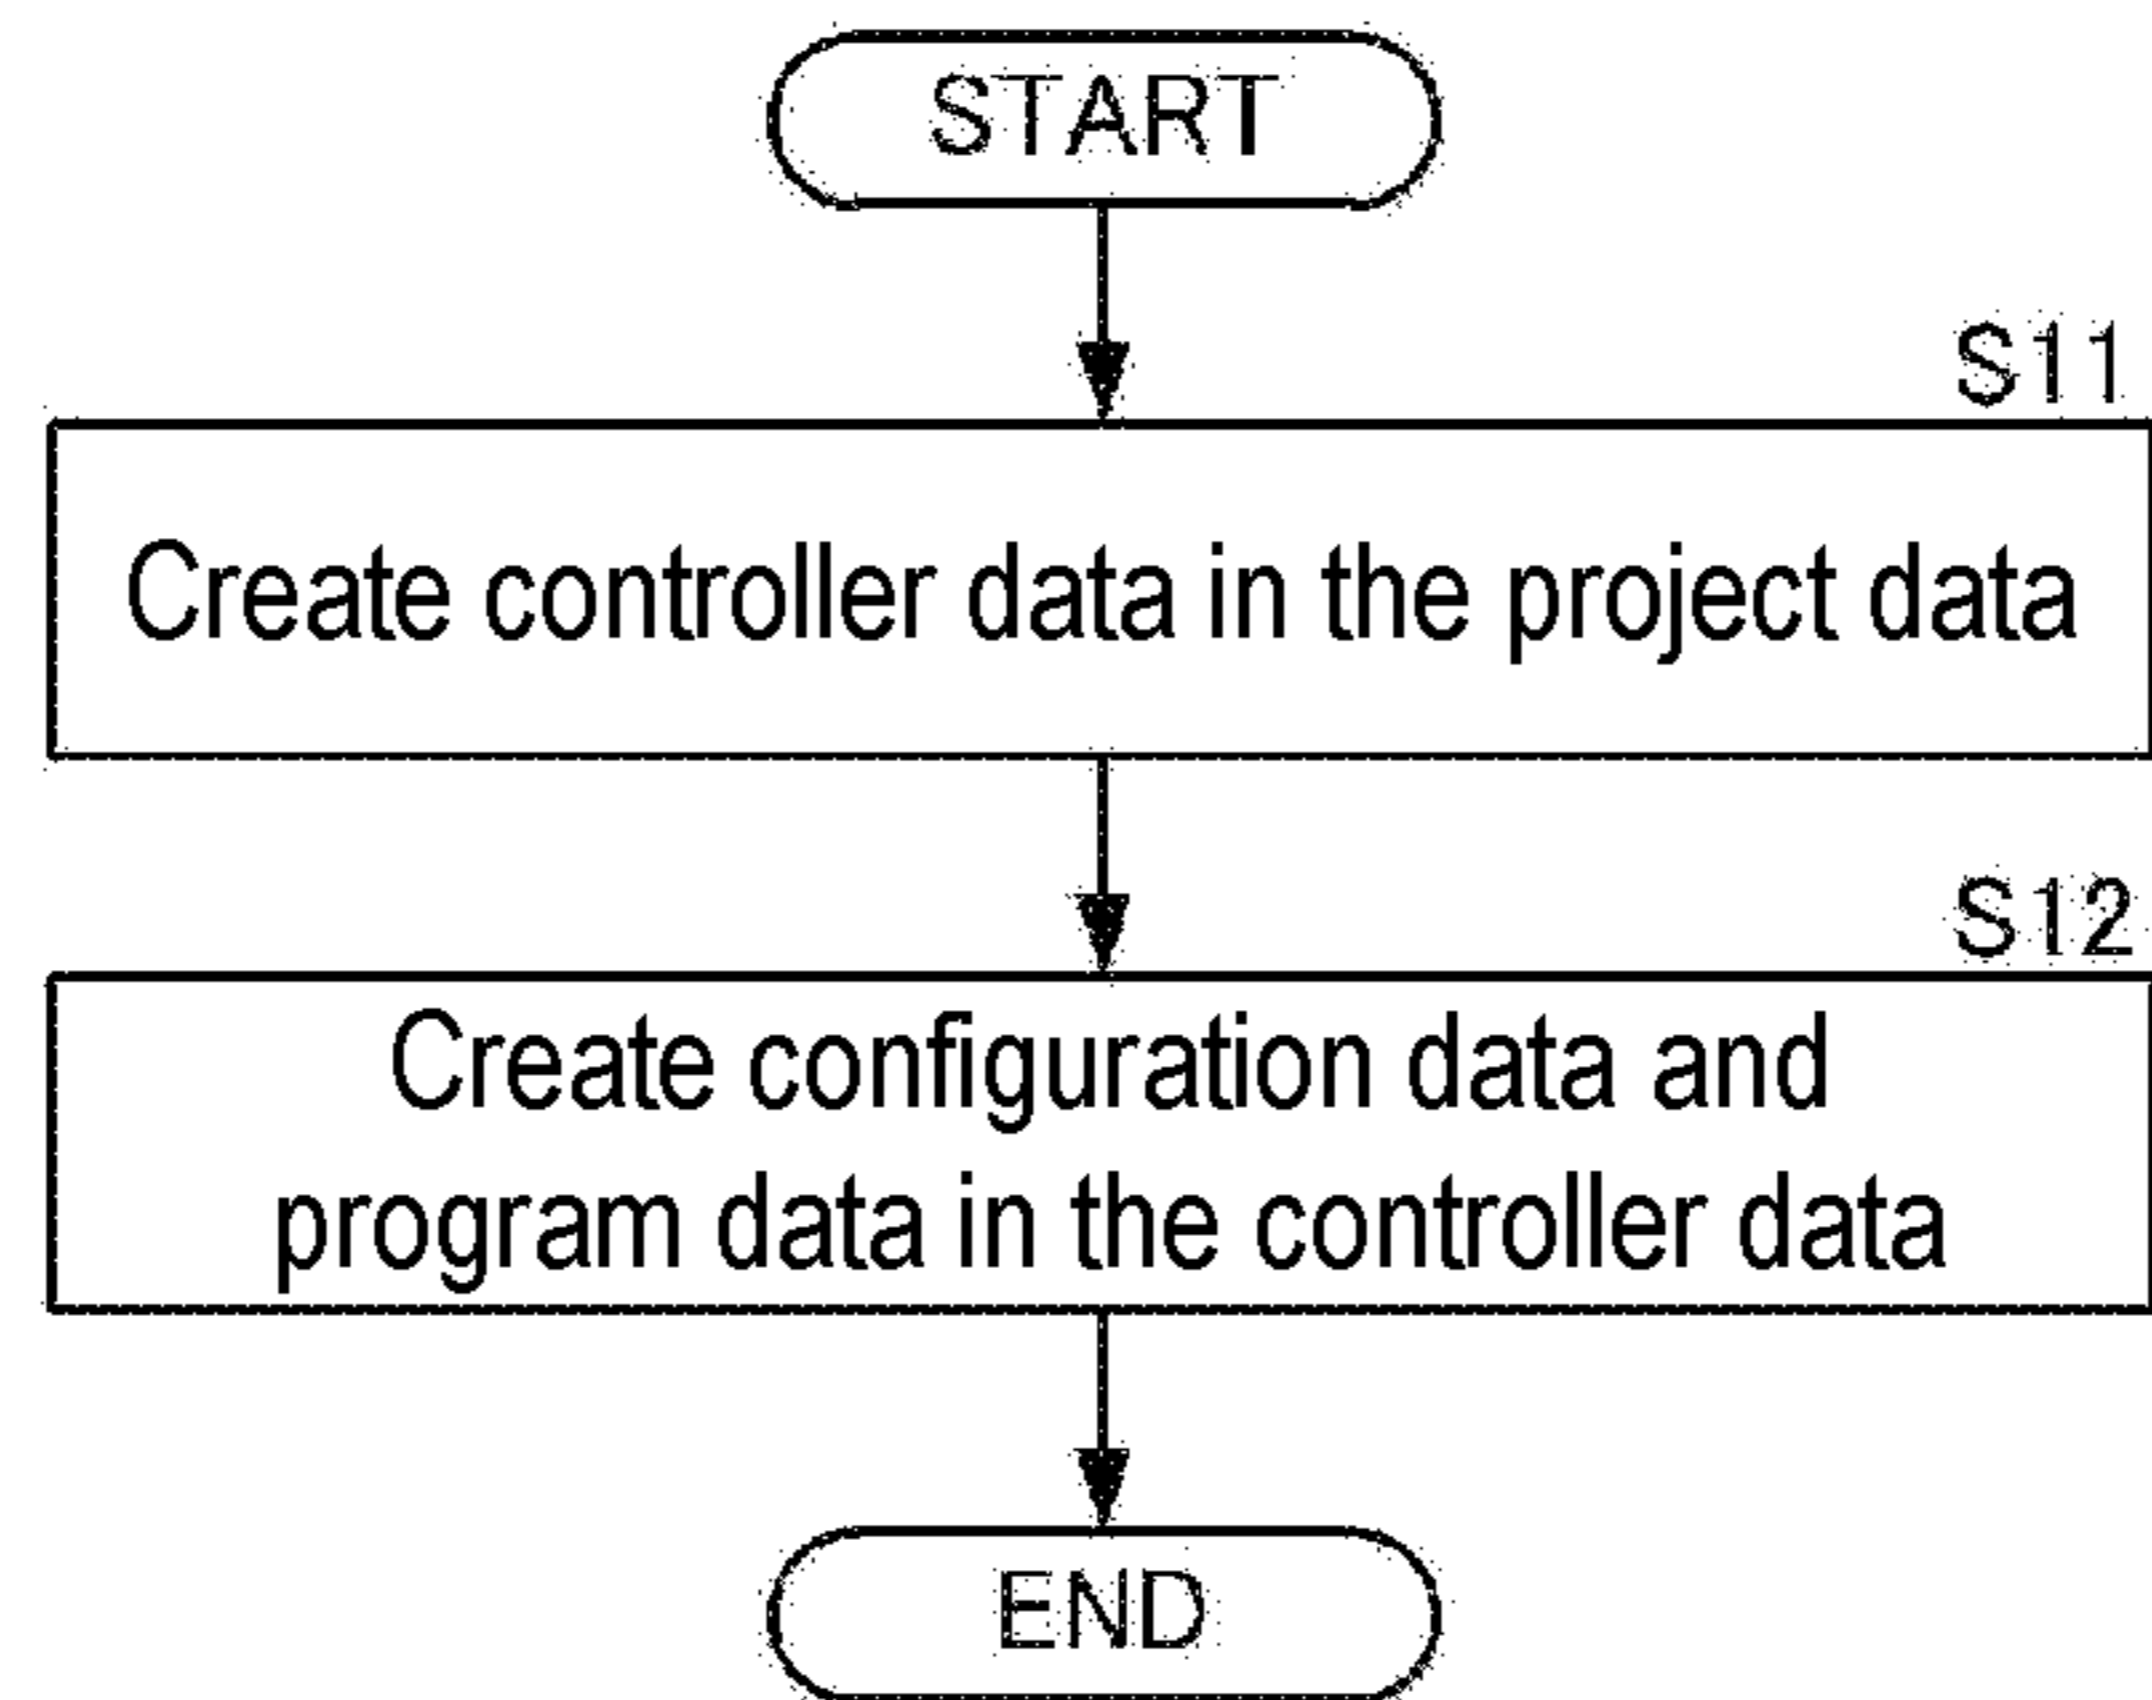 START
S11
Create controller data in the project data
S12
Create configuration data and
program data in the controller data
END